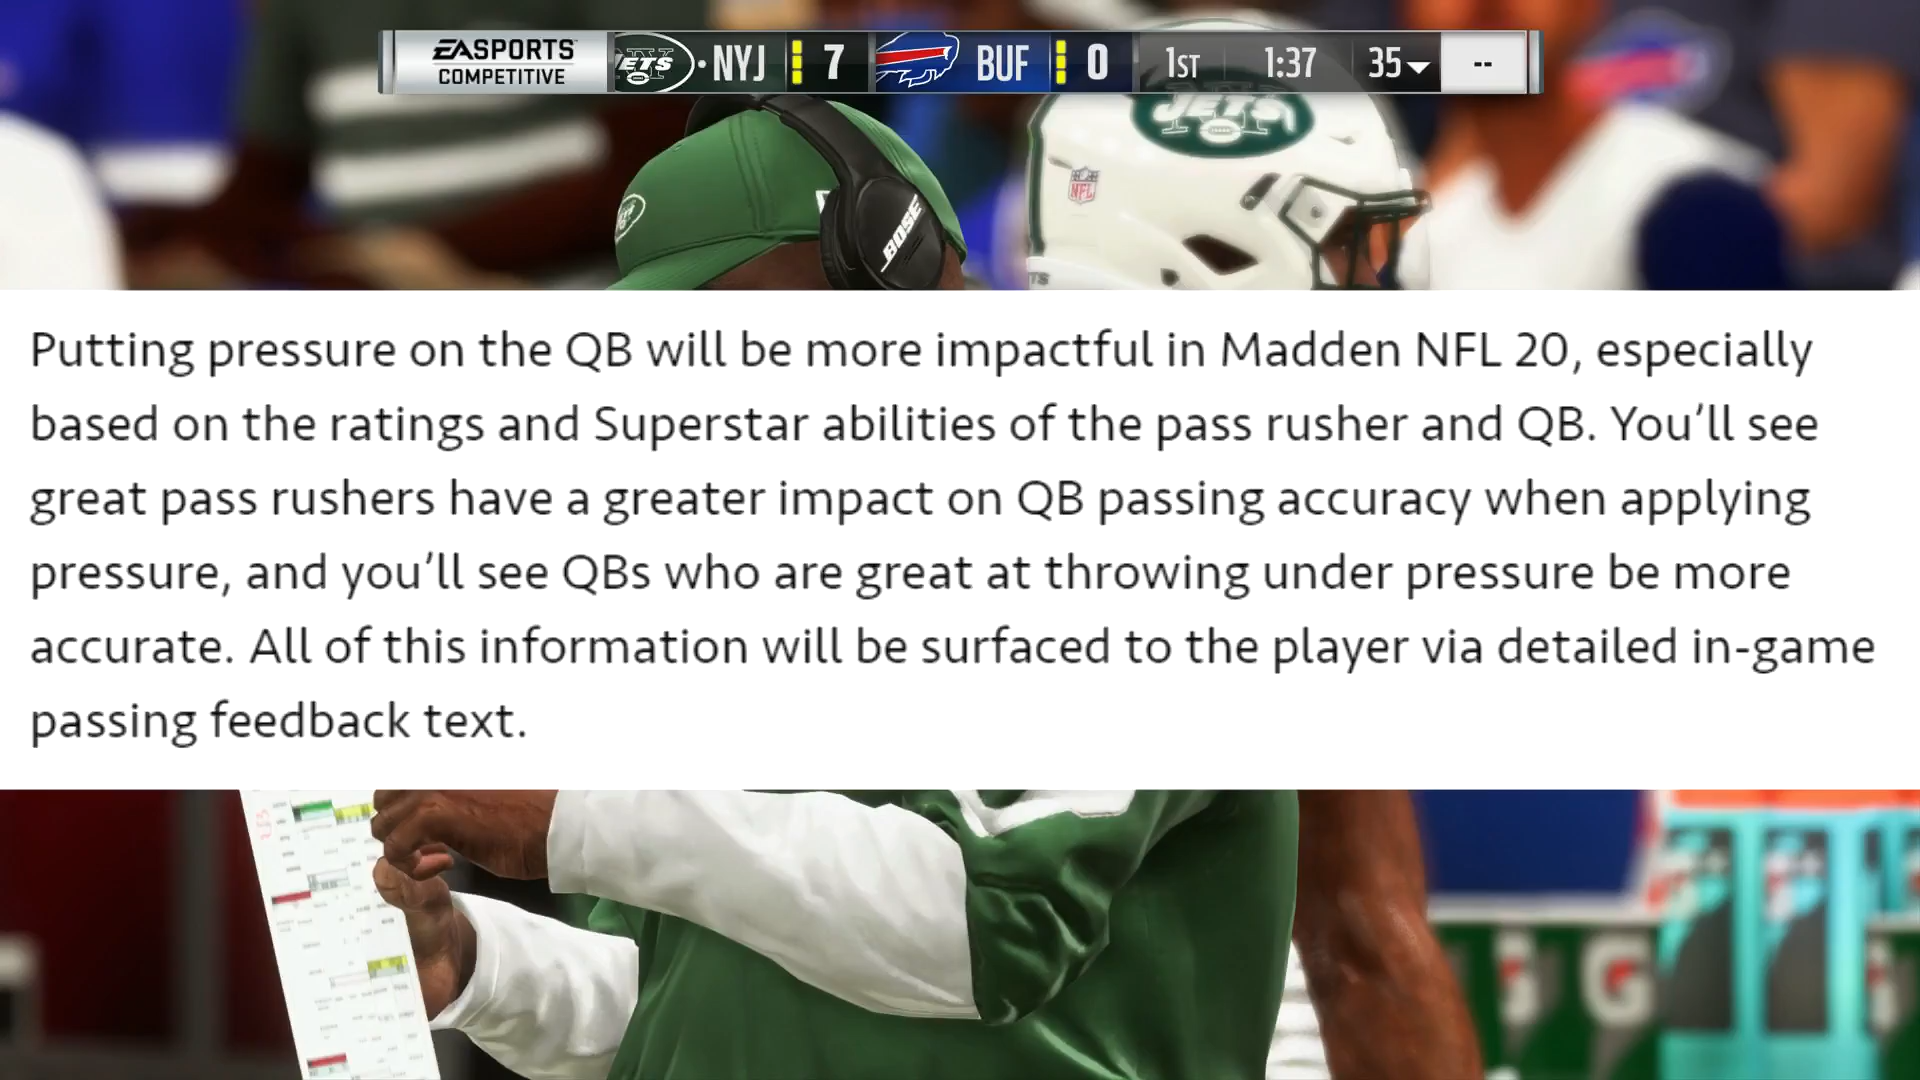 EA SPORTS
COMPETITIVE
JETS NYJ 7 BUF 0 1ST 1:37 35 --
JETS
NFL
BOSE
Putting pressure on the QB will be more impactful in Madden NFL 20, especially
based on the ratings and Superstar abilities of the pass rusher and QB. You’ll see
great pass rushers have a greater impact on QB passing accuracy when applying
pressure, and you’ll see QBs who are great at throwing under pressure be more
accurate. All of this information will be surfaced to the player via detailed in-game
passing feedback text.
G